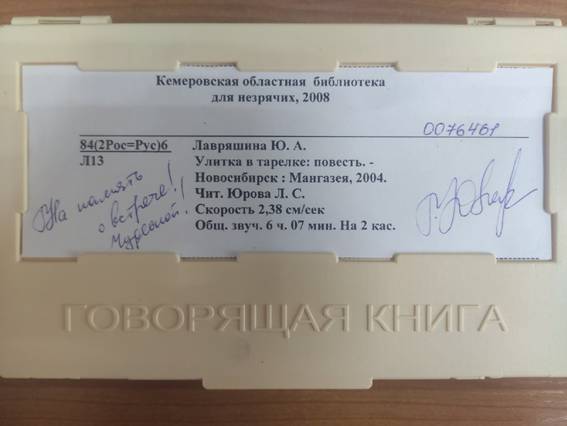 Кемеровская областная библиотека
для незрячих, 2008
0076461
84(2Рос=Рус)6 Лавряшина Ю. А.
Л13 Улитка в тарелке: повесть. -
Новосибирск : Мангазея, 2004.
Чит. Юрова Л. С.
Скорость 2,38 см/сек
Общ. звуч. 6 ч. 07 мин. На 2 кас.
На память
о встрече!
Чудесной!
ГОВОРЯЩАЯ КНИГА